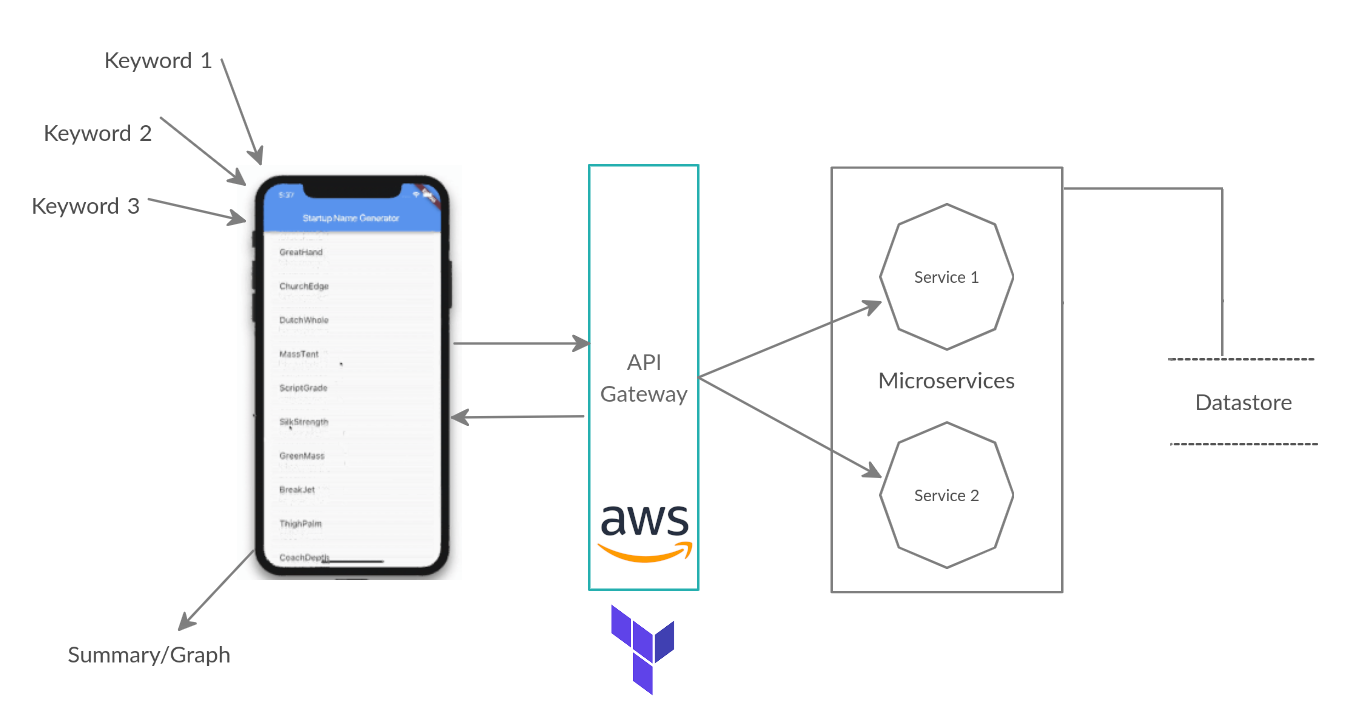 Keyword 1
Keyword 2
Keyword 3
5:37
Startup Name Generator
GreatHand
ChurchEdge
DutchWhole
MassTent
ScriptGrade
SilkStrength
GreenMass
BreakJet
ThighPalm
CoachDepth
Summary/Graph
API
Gateway
aws
Service 1
Microservices
Service 2
Datastore